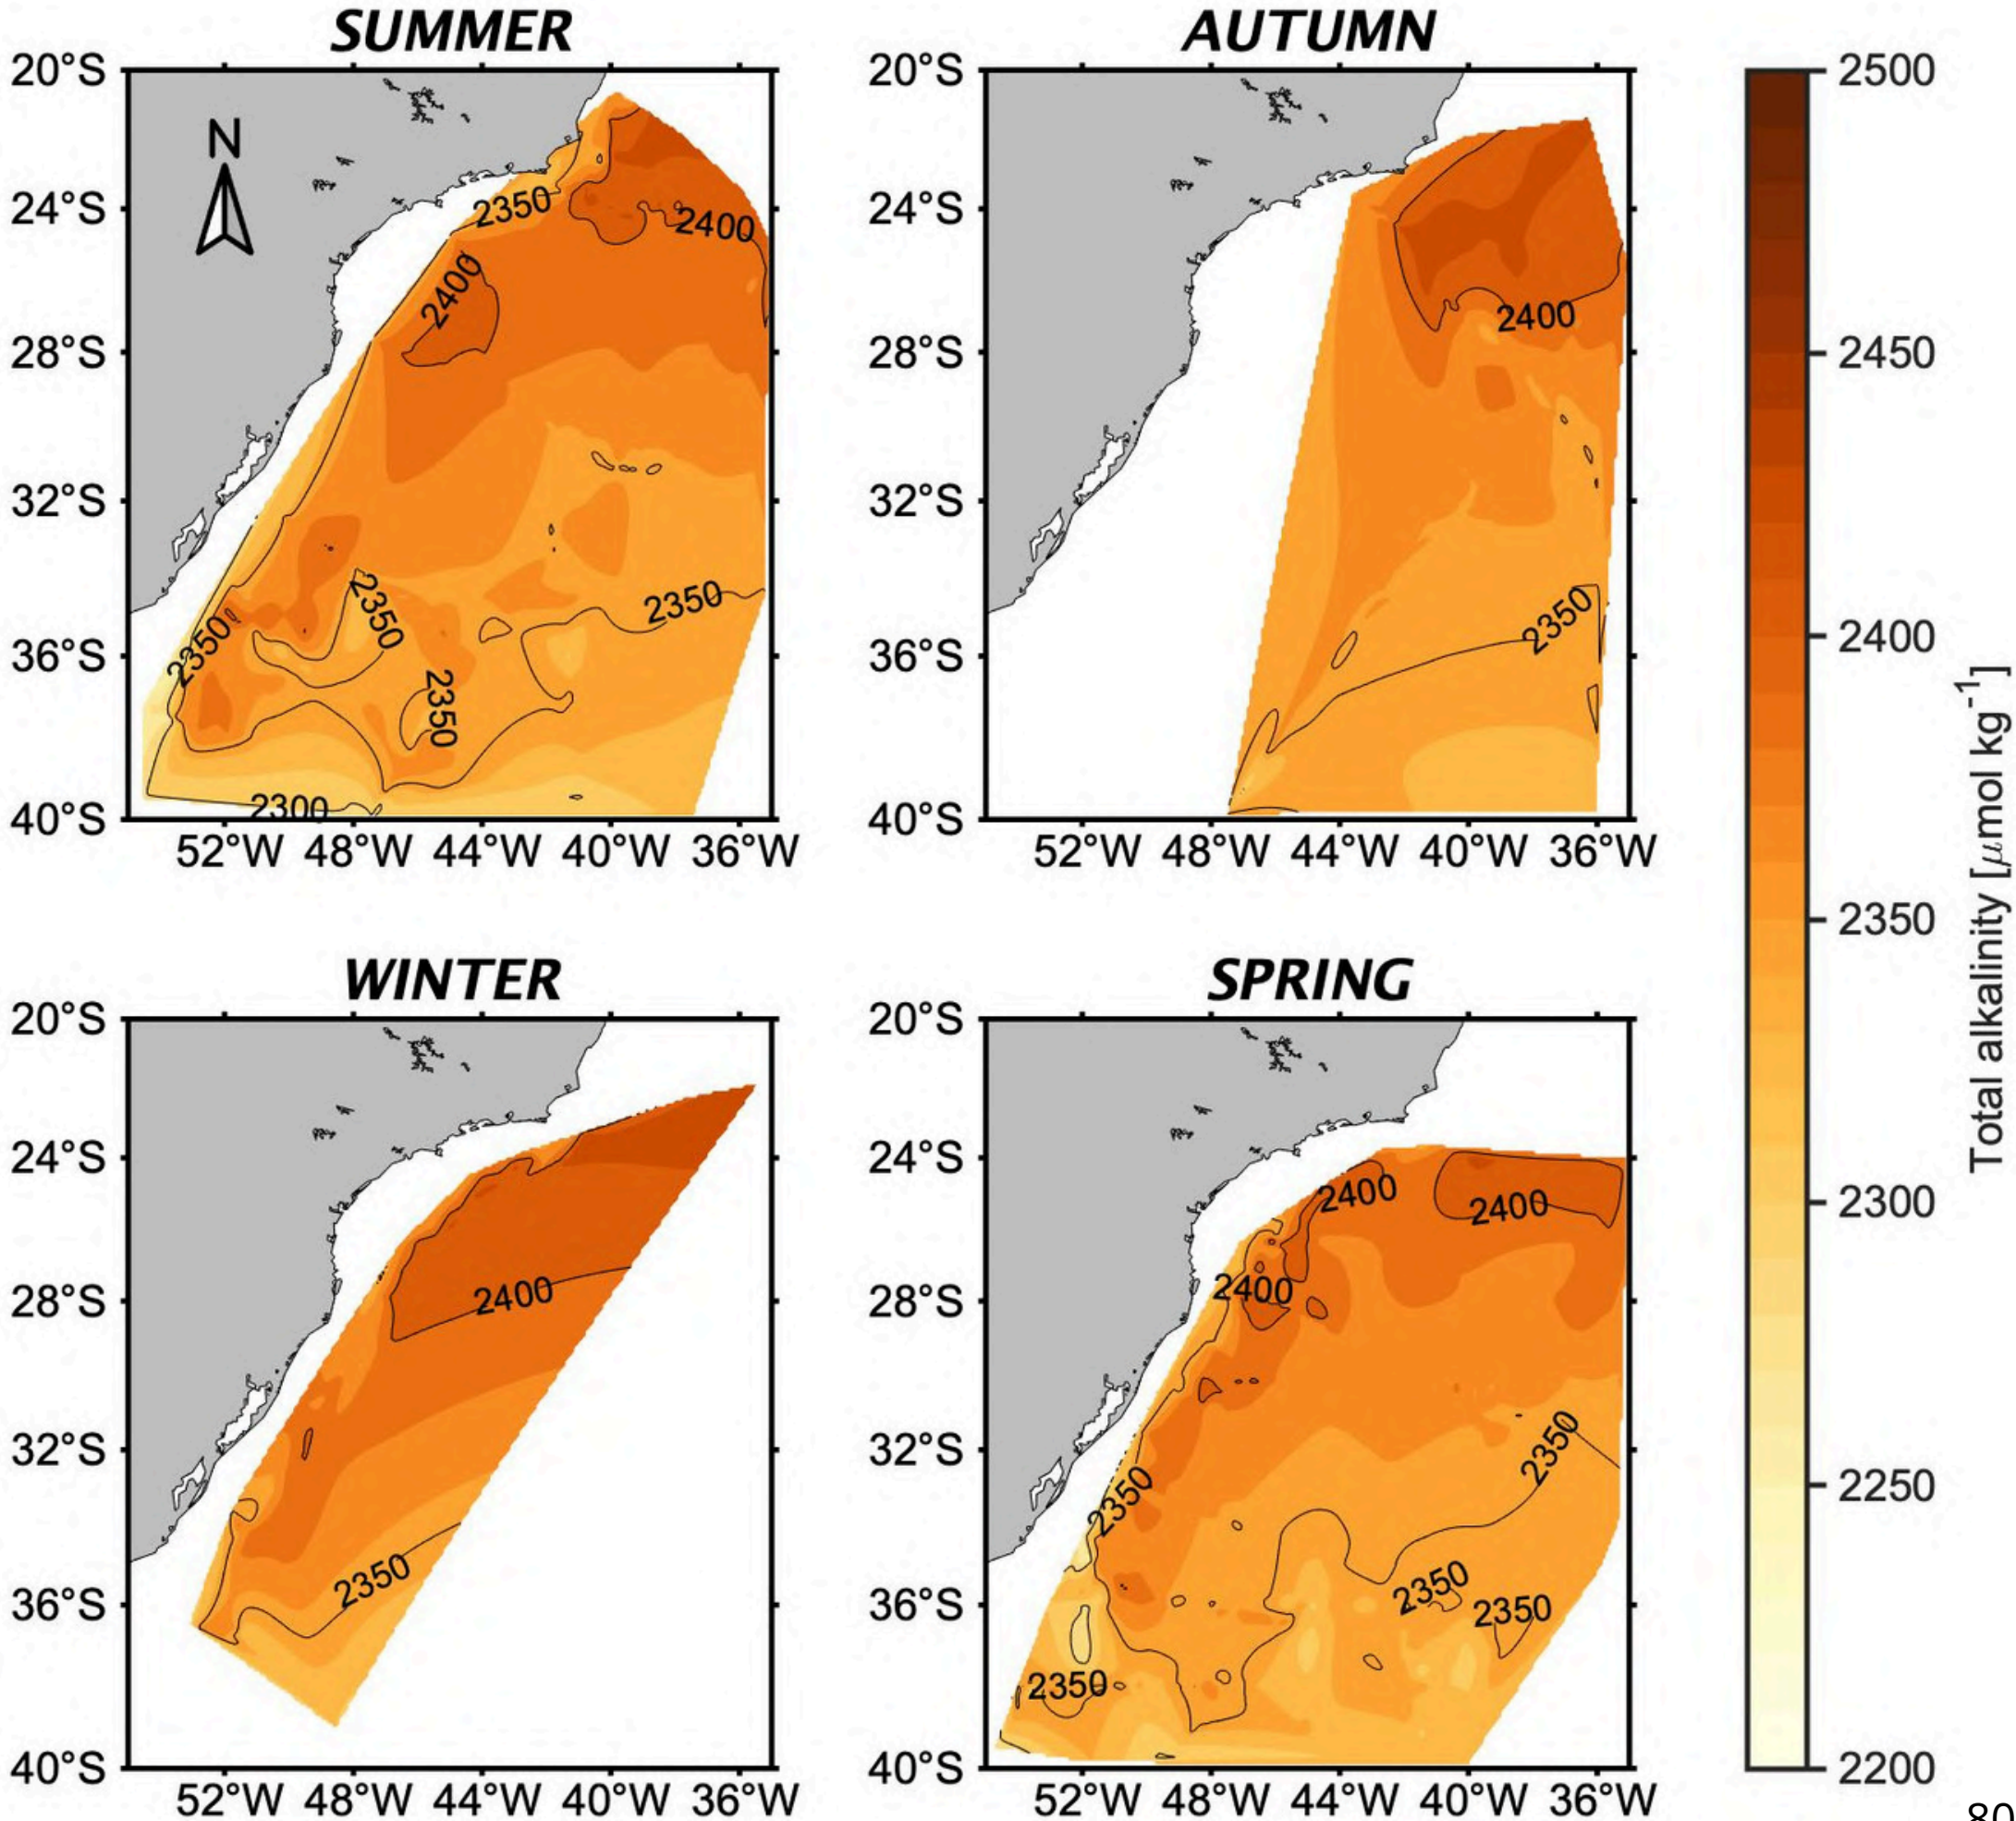 SUMMER
20°S
24°S
28°S
32°S
36°S
40°S
52°W 48°W 44°W 40°W 36°W
N
2350
2400
2400
2350
2350
2350
2350
2300
AUTUMN
20°S
24°S
28°S
32°S
36°S
40°S
52°W 48°W 44°W 40°W 36°W
2400
2350
WINTER
20°S
24°S
28°S
32°S
36°S
40°S
52°W 48°W 44°W 40°W 36°W
2400
2350
SPRING
20°S
24°S
28°S
32°S
36°S
40°S
52°W 48°W 44°W 40°W 36°W
2400
2400
2400
2350
2350
2350
2350
2350
2500
2450
2400
2350
2300
2250
2200
Total alkalinity [μmol kg⁻¹]
80